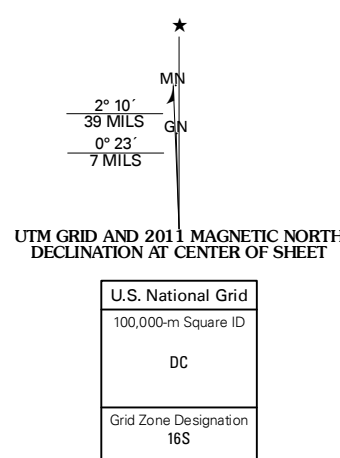 ★
MN
2° 10´
39 MILS
GN
0° 23´
7 MILS
UTM GRID AND 2011 MAGNETIC NORTH
DECLINATION AT CENTER OF SHEET
U.S. National Grid
100,000-m Square ID
DC
Grid Zone Designation
16S